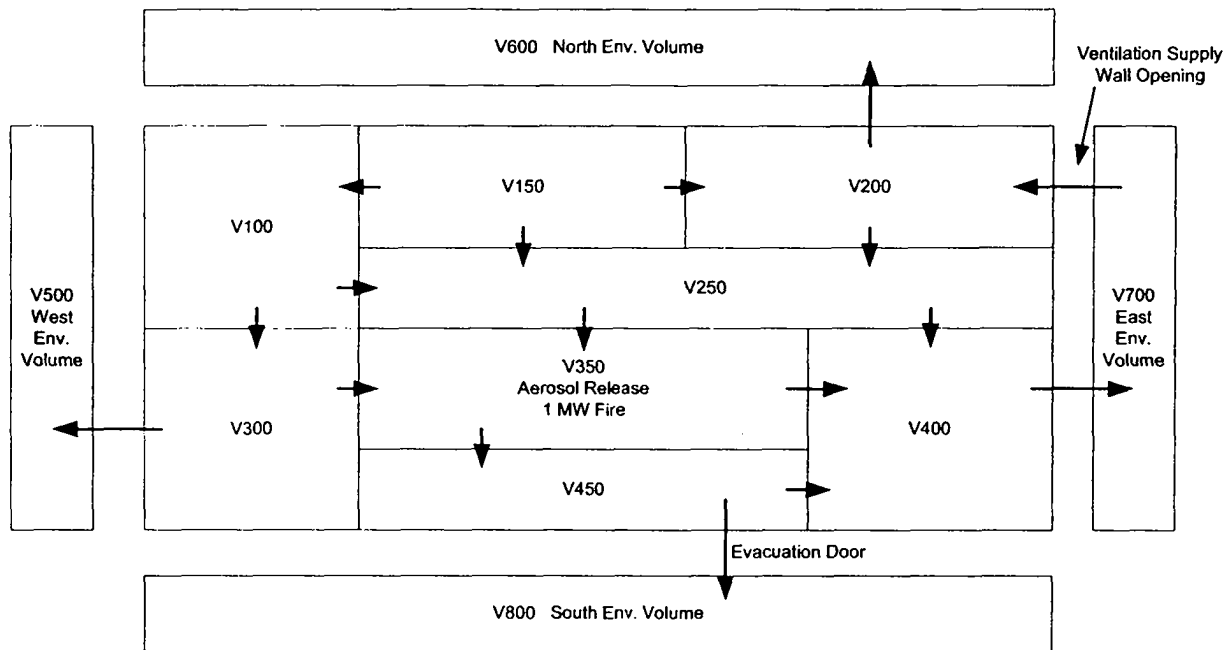 V600 North Env. Volume
Ventilation Supply
Wall Opening
V150
V200
V100
V250
V500
West
Env.
Volume
V700
East
Env.
Volume
V350
Aerosol Release
1 MW Fire
V300
V400
V450
Evacuation Door
V800 South Env. Volume